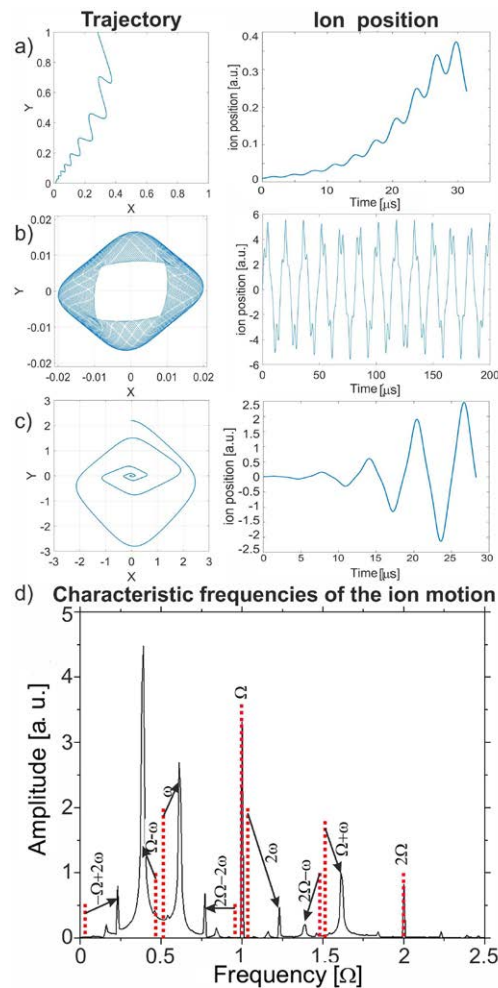 Trajectory Ion position
a)
1
0.8
0.6
0.4
0.2
0
Y
0 0.2 0.4 0.6 0.8 1
X
0.4
0.3
0.2
0.1
0
ion position [a.u.]
0 10 20 30
Time [μs]
b)
0.02
0.01
0
-0.01
-0.02
Y
-0.02 -0.01 0 0.01 0.02
X
6
4
2
0
-2
-4
-6
ion position [a.u.]
0 50 100 150 200
Time [μs]
c)
3
2
1
0
-1
-2
-3
Y
-3 -2 -1 0 1 2 3
X
2.5
2
1.5
1
0.5
0
-0.5
-1
-1.5
-2
-2.5
ion position [a.u.]
0 5 10 15 20 25 30
Time [μs]
d) Characteristic frequencies of the ion motion
5
4
3
2
1
0
Amplitude [a. u.]
-Ω+2ω
Ω-ω
ω
2Ω-2ω
Ω
2ω
2Ω-ω
Ω+ω
2Ω
0 0.5 1.0 1.5 2.0 2.5
Frequency [Ω]